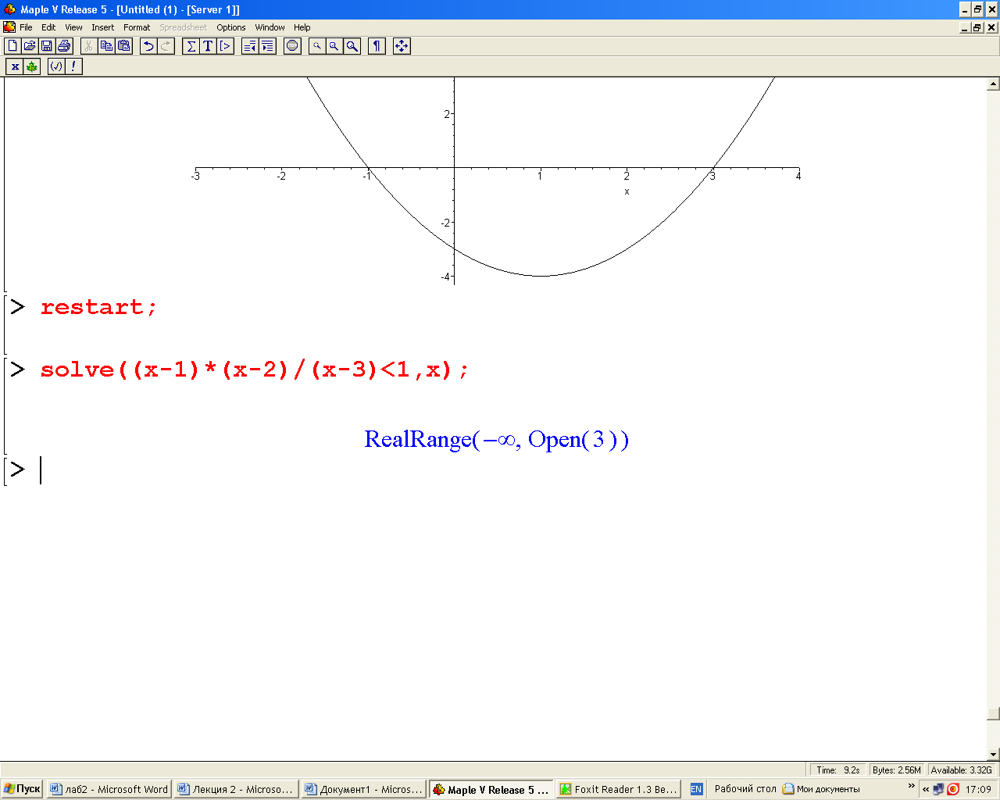 Maple V Release 5 - [Untitled (1) - [Server 1]]
File Edit View Insert Format Spreadsheet Options Window Help
2
-3 -2 -1 1 2 3 4
x
-2
-4
> restart;
> solve((x-1)*(x-2)/(x-3)<1,x);
RealRange(−∞, Open(3))
>
Time: 9.2s Bytes: 2.56M Available: 3.32G
Пуск лаб2 - Microsoft Word Лекция 2 - Microso... Документ1 - Micros... Maple V Release 5 ... Foxit Reader 1.3 Be... EN Рабочий стол Мои документы » « 17:09